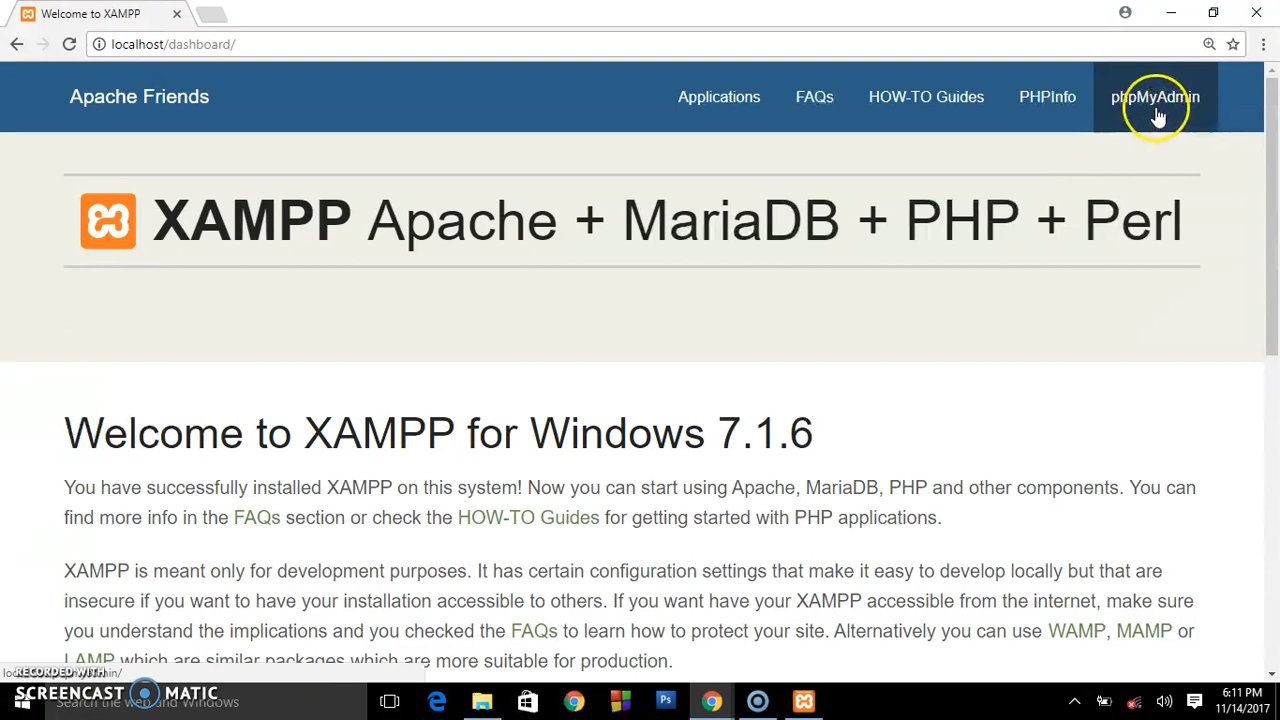 Welcome to XAMPP
localhost/dashboard/
Apache Friends
Applications
FAQs
HOW-TO Guides
PHPInfo
phpMyAdmin
XAMPP Apache + MariaDB + PHP + Perl
Welcome to XAMPP for Windows 7.1.6
You have successfully installed XAMPP on this system! Now you can start using Apache, MariaDB, PHP and other components. You can
find more info in the FAQs section or check the HOW-TO Guides for getting started with PHP applications.
XAMPP is meant only for development purposes. It has certain configuration settings that make it easy to develop locally but that are
insecure if you want to have your installation accessible to others. If you want have your XAMPP accessible from the internet, make sure
you understand the implications and you checked the FAQs to learn how to protect your site. Alternatively you can use WAMP, MAMP or
LAMP which are similar packages which are more suitable for production.
RECORDED WITH
SCREENCAST MATIC
Search the web and Windows
Ps
6:11 PM
11/14/2017